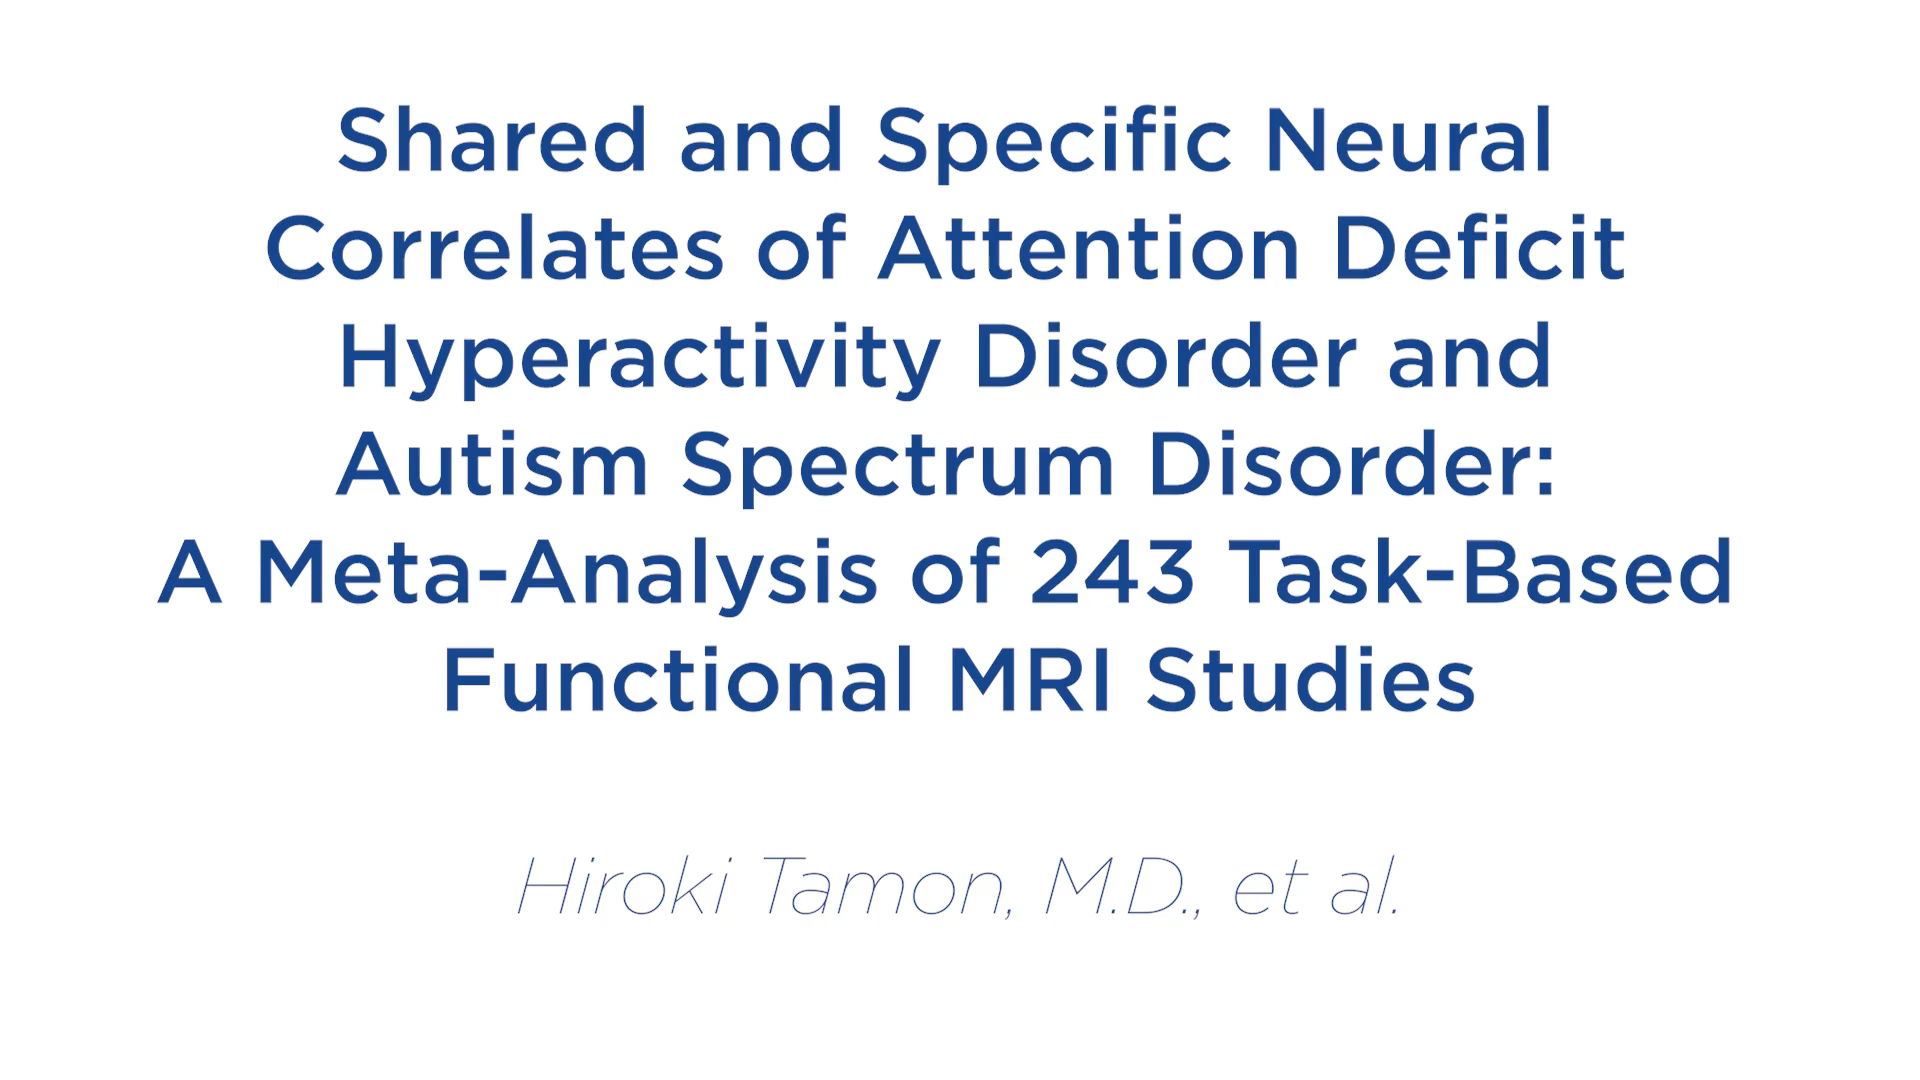 Shared and Specific Neural
Correlates of Attention Deficit
Hyperactivity Disorder and
Autism Spectrum Disorder:
A Meta-Analysis of 243 Task-Based
Functional MRI Studies
Hiroki Tamon, M.D., et al.